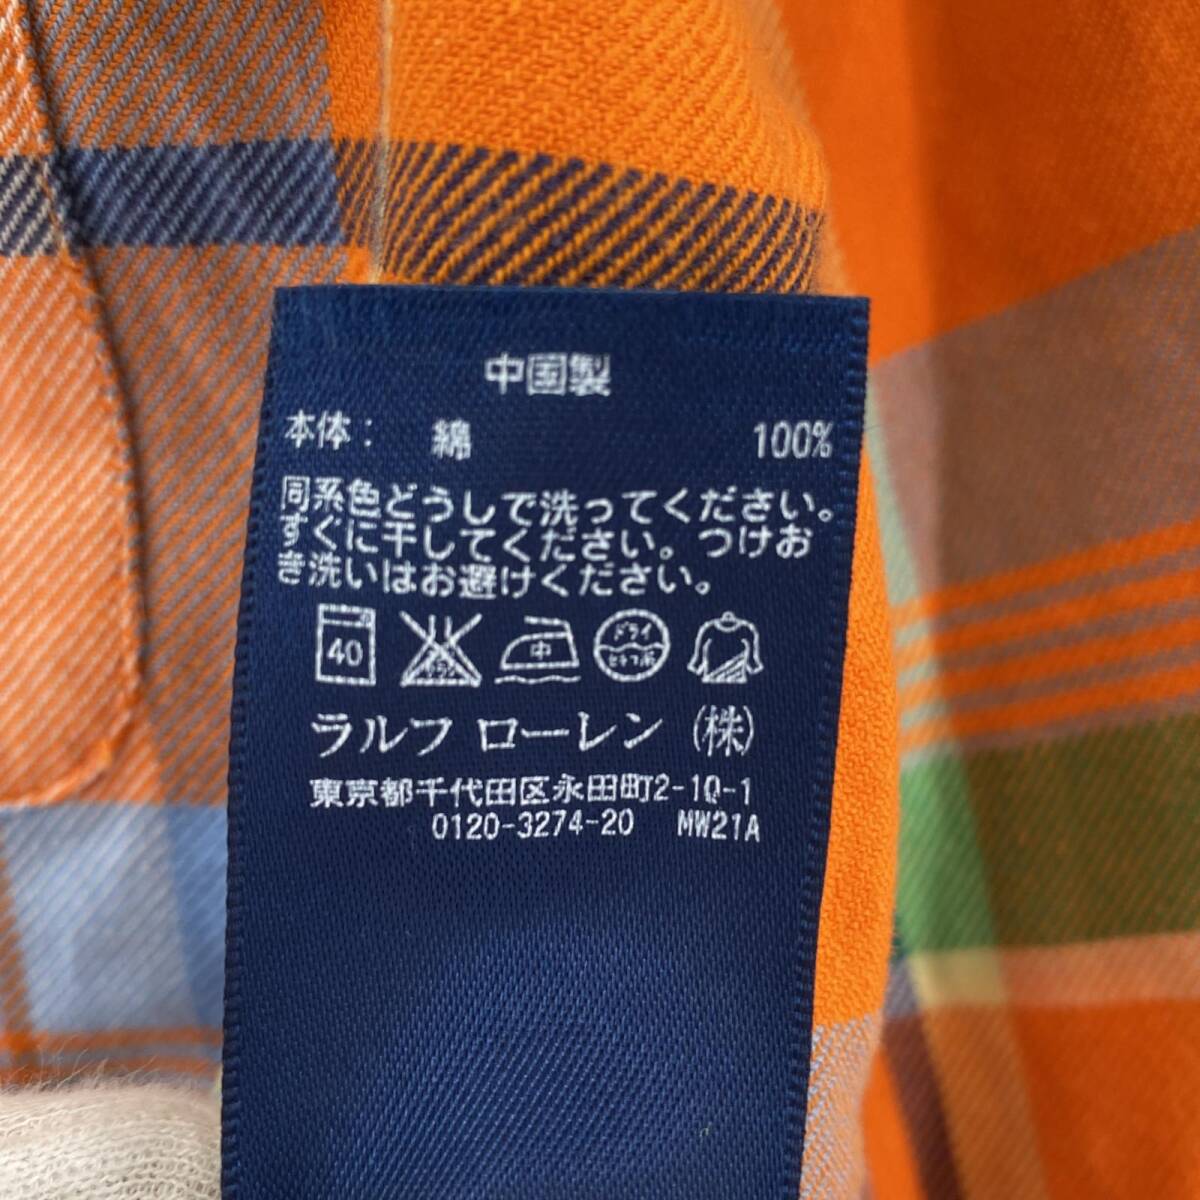 中国製
本体： 綿 100%
同系色どうしで洗ってください。
すぐに干してください。つけお
き洗いはお避けください。
40 中 ドライ
ラルフ ローレン （株）
東京都千代田区永田町2-10-1
0120-3274-20 MW21A